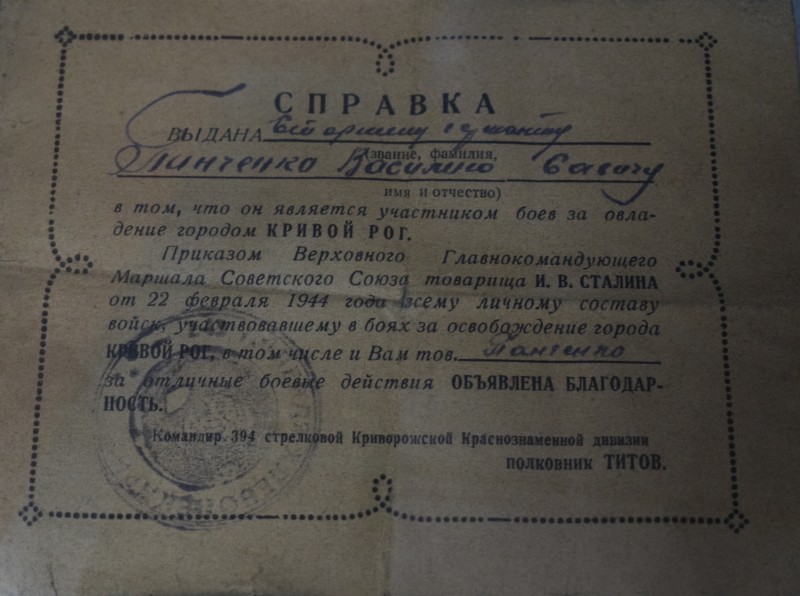 СПРАВКА
ВЫДАНА Старшему сержанту
(звание, фамилия,
Панченко Василию Савичу
имя и отчество)
в том, что он является участником боев за овла-
дение городом КРИВОЙ РОГ.
Приказом Верховного Главнокомандующего
Маршала Советского Союза товарища И. В. СТАЛИНА
от 22 февраля 1944 года всему личному составу
войск, участвовавшему в боях за освобождение города
КРИВОЙ РОГ, в том числе и Вам тов. Панченко
за отличные боевые действия ОБЪЯВЛЕНА БЛАГОДАР-
НОСТЬ.
Командир 394 стрелковой Криворожской Краснознаменной дивизии
полковник ТИТОВ.